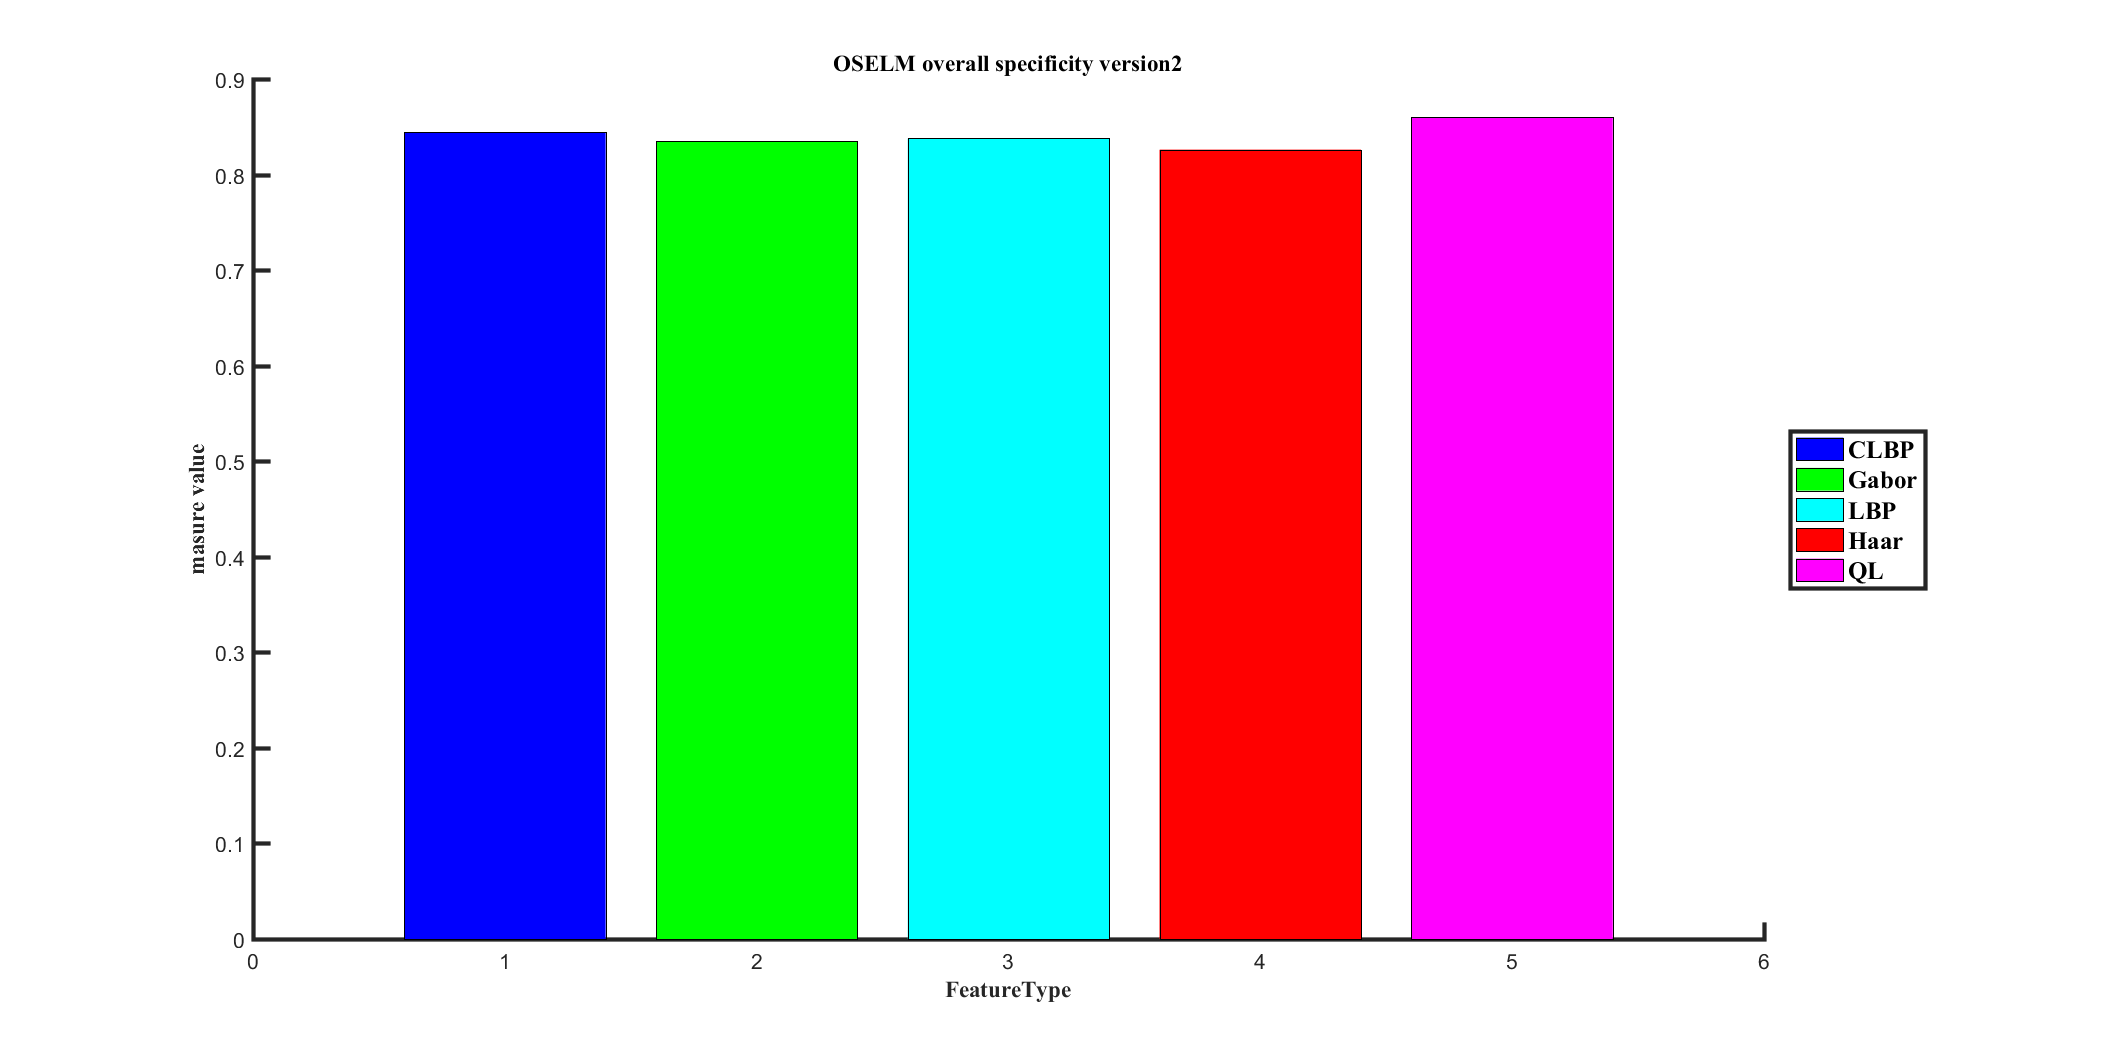 OSELM overall specificity version2
0.9
0.8
0.7
0.6
0.5
0.4
0.3
0.2
0.1
0
masure value
0 1 2 3 4 5 6
FeatureType
CLBP
Gabor
LBP
Haar
QL